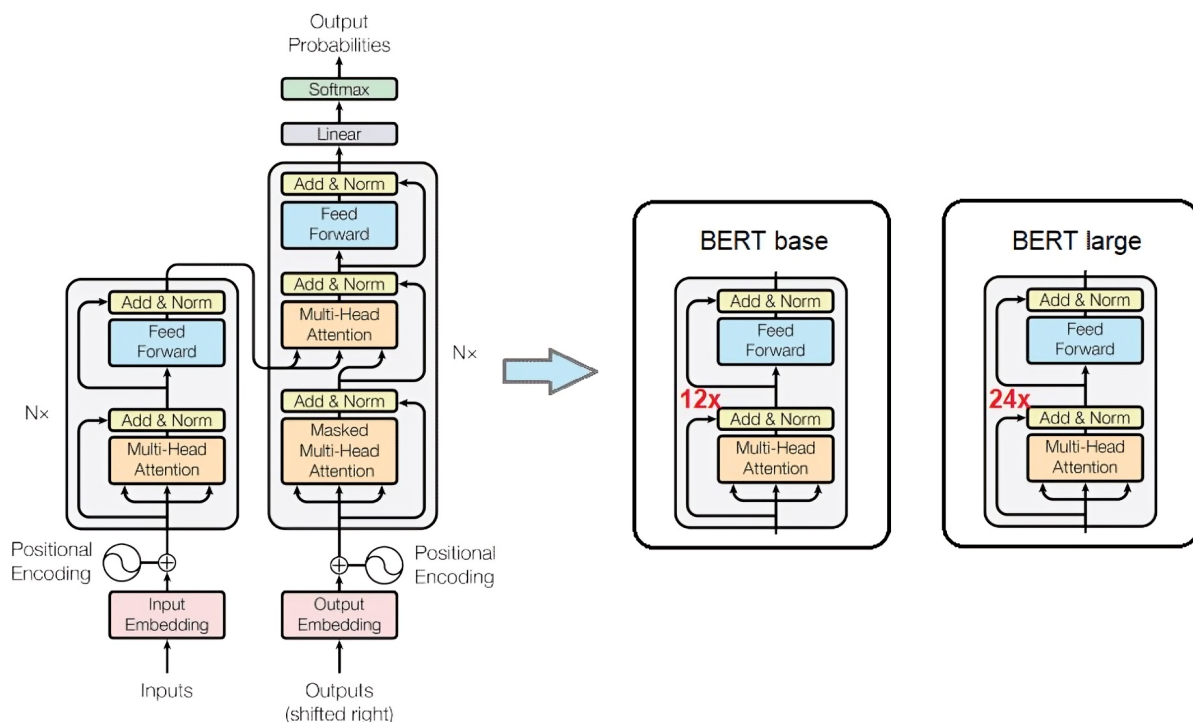 Output
Probabilities
Softmax
Linear
Add & Norm
Feed
Forward
Add & Norm
Multi-Head
Attention
Add & Norm
Masked
Multi-Head
Attention
N×
Positional
Encoding
Output
Embedding
Outputs
(shifted right)
Add & Norm
Feed
Forward
N×
Add & Norm
Multi-Head
Attention
Positional
Encoding
Input
Embedding
Inputs
BERT base
Add & Norm
Feed
Forward
12x
Add & Norm
Multi-Head
Attention
BERT large
Add & Norm
Feed
Forward
24x
Add & Norm
Multi-Head
Attention